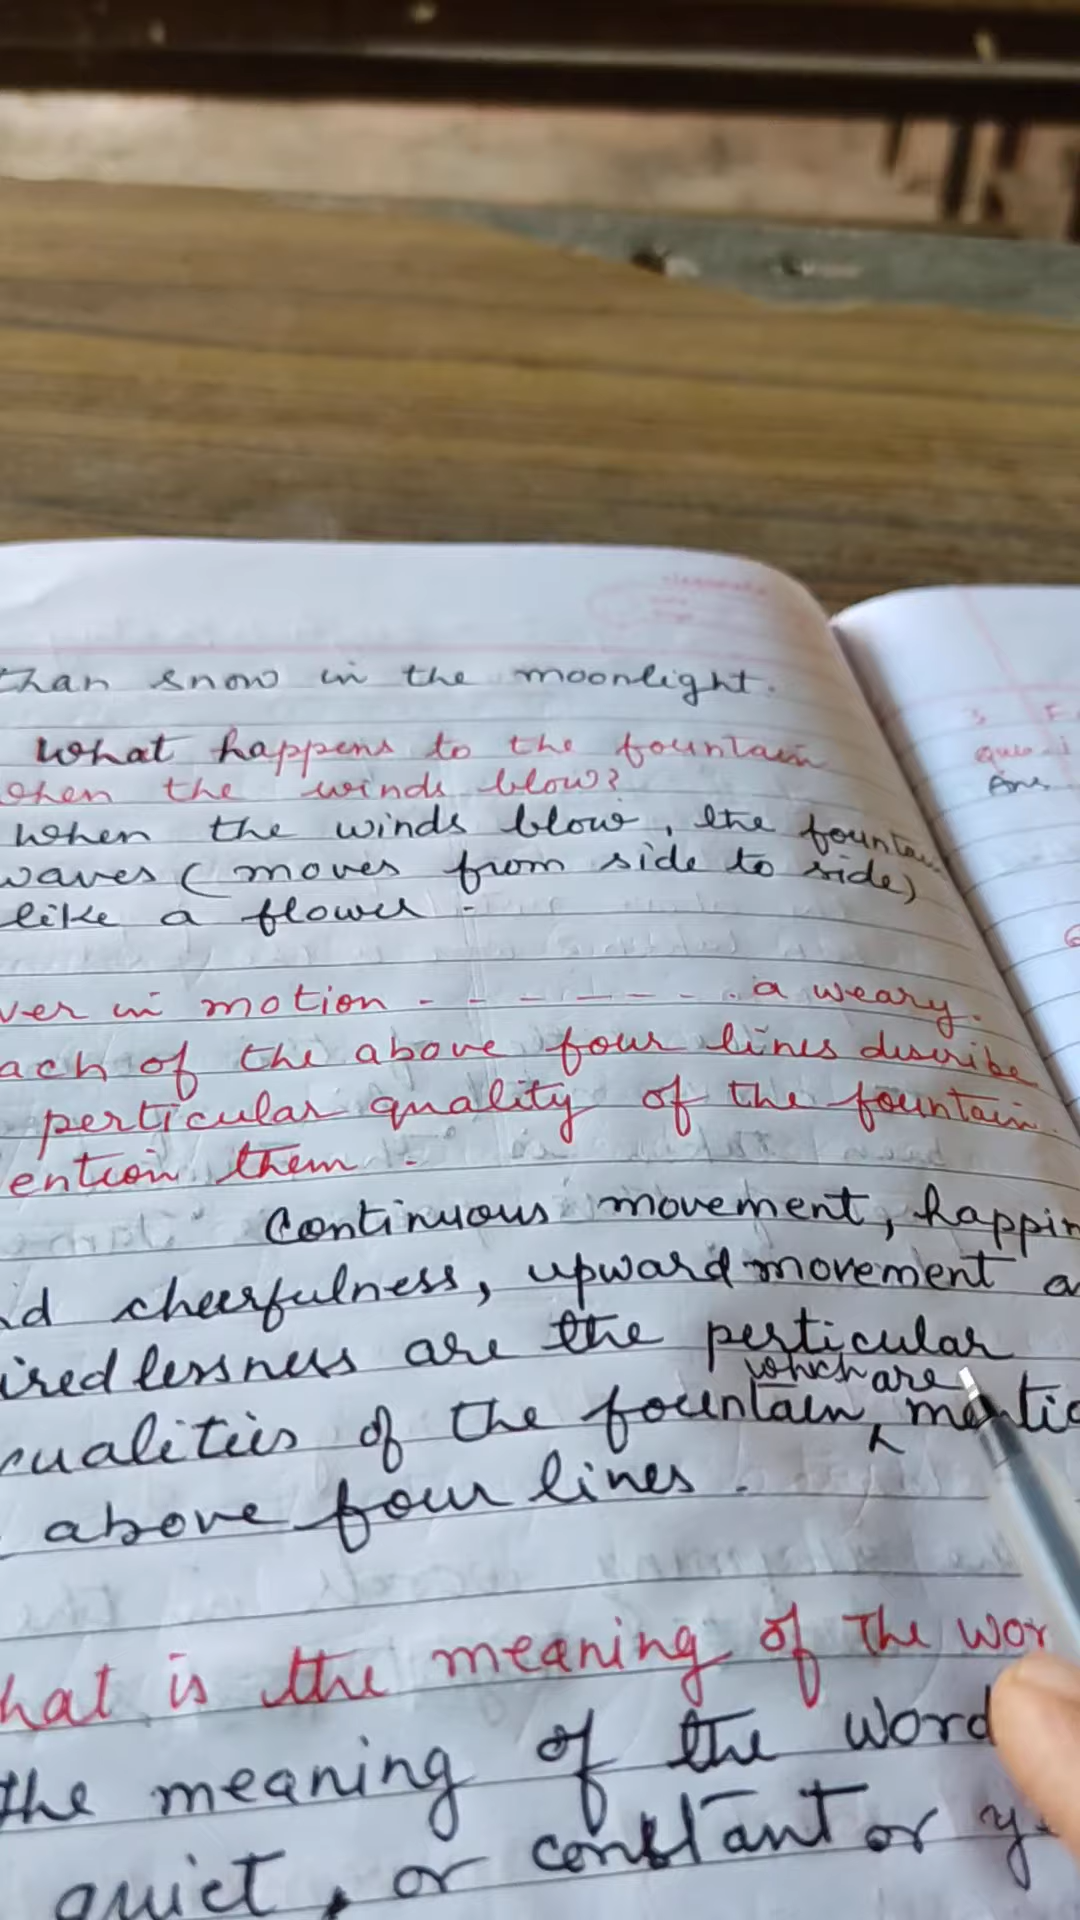 than snow in the moonlight.
What happens to the fountain
when the winds blow?
When the winds blow, the fountain
waves (moves from side to side)
like a flower.
ver in motion - - - - - - - . a weary.
ach of the above four lines describe
perticular quality of the fountain.
ention them.
Continuous movement, happin
d cheerfulness, upward movement a
iredlessness are the perticular
which are
qualities of the fountain mentio
above four lines.
hat is the meaning of the wor
the meaning of the word
quiet, or constant or
Ques - i
Ans